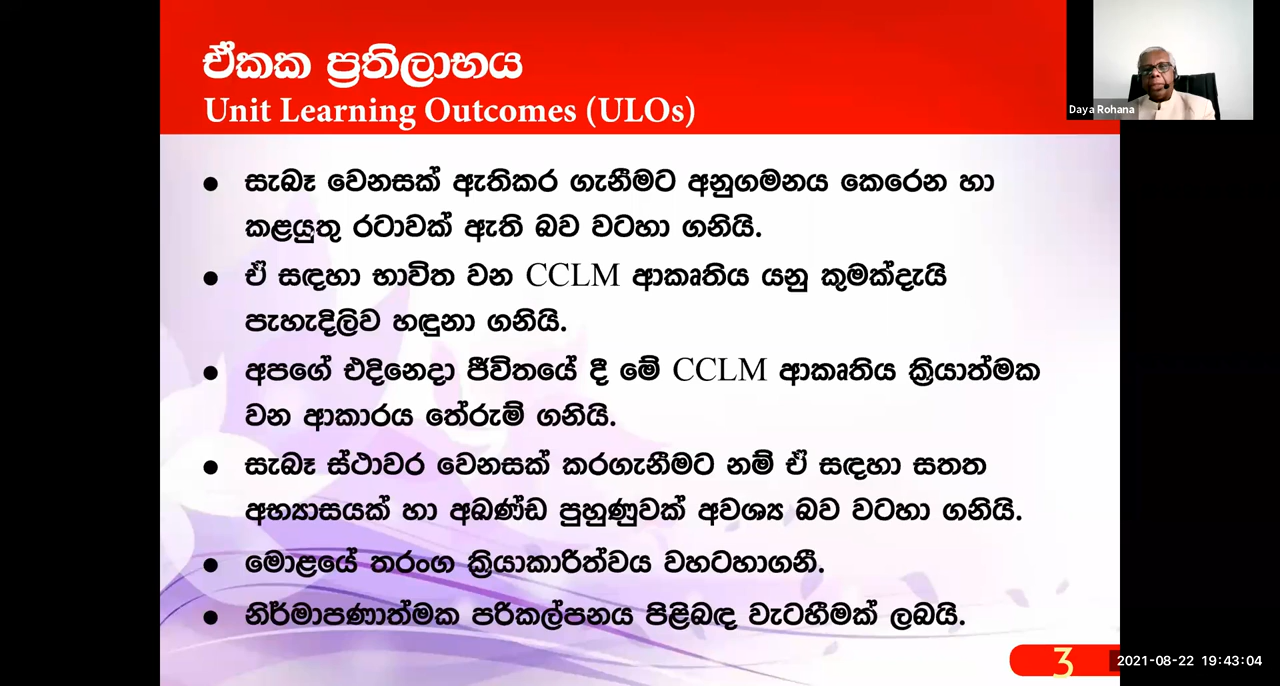 ඒකක ප්‍රතිලාභය
Unit Learning Outcomes (ULOs)
Daya Rohana
● සැබෑ වෙනසක් ඇතිකර ගැනීමට අනුගමනය කෙරෙන හා
කළයුතු රටාවක් ඇති බව වටහා ගනියි.
● ඒ සඳහා භාවිත වන CCLM ආකෘතිය යනු කුමක්දැයි
පැහැදිලිව හඳුනා ගනියි.
● අපගේ එදිනෙදා ජීවිතයේ දී මේ CCLM ආකෘතිය ක්‍රියාත්මක
වන ආකාරය තේරුම් ගනියි.
● සැබෑ ස්ථාවර වෙනසක් කරගැනීමට නම් ඒ සඳහා සතත
අභ්‍යාසයක් හා අඛණ්ඩ පුහුණුවක් අවශ්‍ය බව වටහා ගනියි.
● මොළයේ තරංග ක්‍රියාකාරිත්වය වහටහාගනී.
● නිර්මාපණාත්මක පරිකල්පනය පිළිබඳ වැටහීමක් ලබයි.
3
2021-08-22 19:43:04